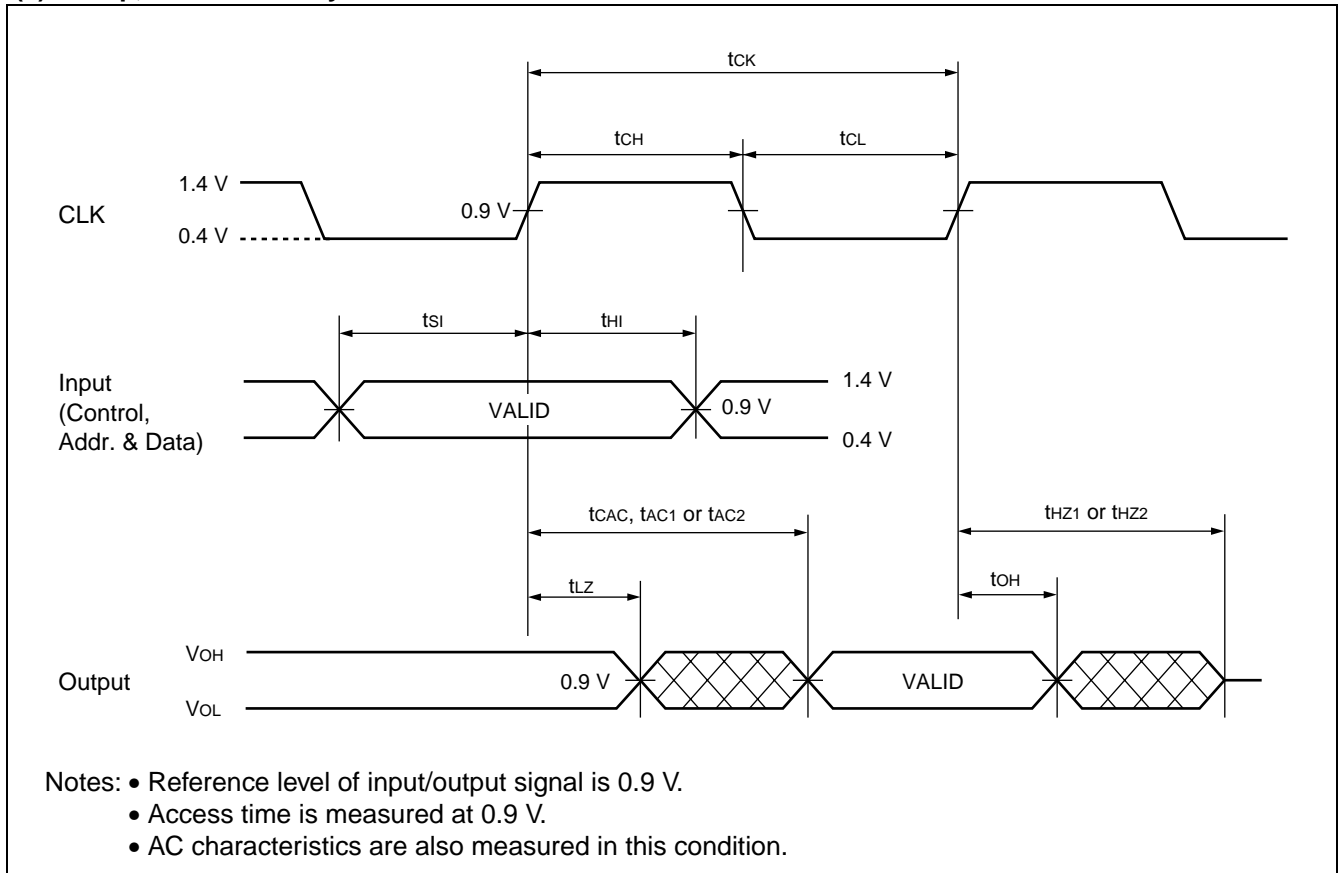 tCK
tCH
tCL
1.4 V
CLK
0.9 V
0.4 V
tSI
tHI
Input
(Control,
Addr. & Data)
VALID
1.4 V
0.9 V
0.4 V
tCAC, tAC1 or tAC2
tHZ1 or tHZ2
tLZ
tOH
VOH
Output
0.9 V
VALID
VOL
Notes: • Reference level of input/output signal is 0.9 V.
• Access time is measured at 0.9 V.
• AC characteristics are also measured in this condition.